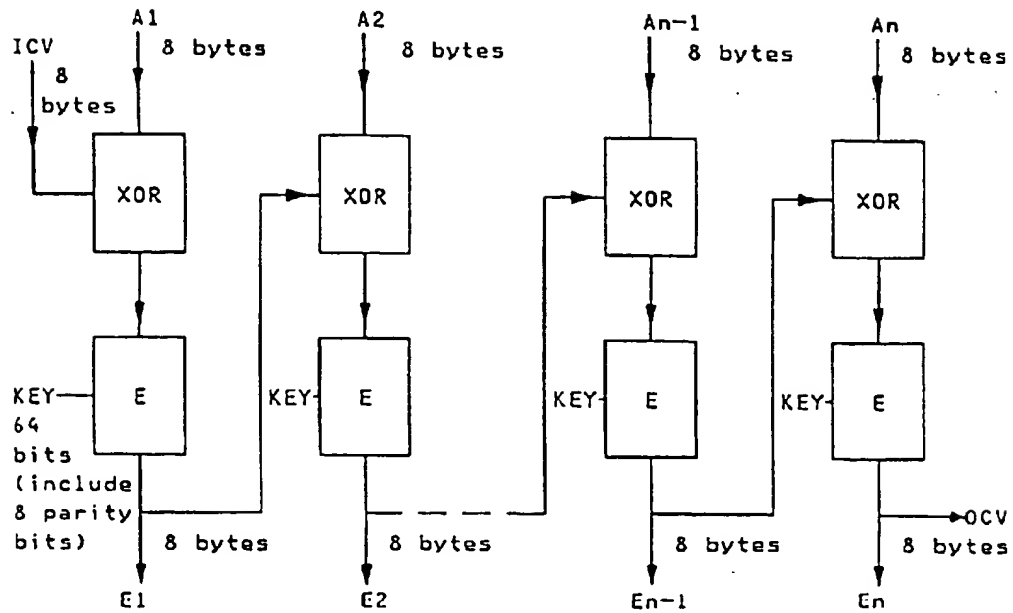 A1
A2
An-1
An
ICV
8 bytes
8 bytes
8 bytes
8 bytes
8
bytes
XOR
XOR
XOR
XOR
KEY
E
KEY
E
KEY
E
KEY
E
64
bits
(include
8 parity
bits)
8 bytes
8 bytes
8 bytes
OCV
8 bytes
E1
E2
En-1
En